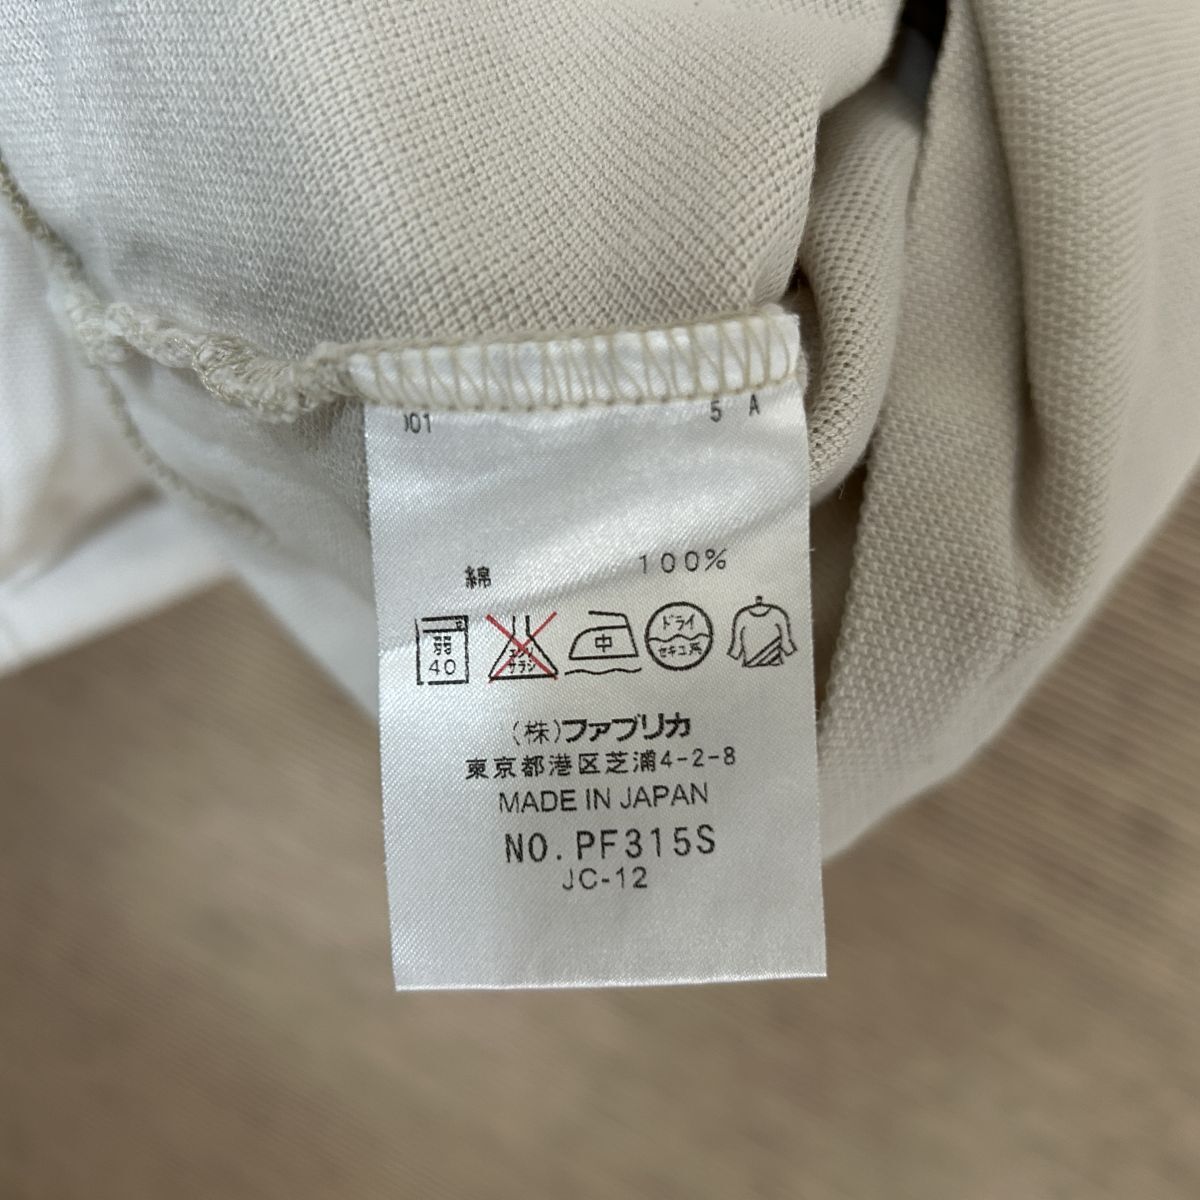 5 A
綿 100%
弱 40 エンソサラシ 中 ドライ セキユ系
(株)ファブリカ
東京都港区芝浦4-2-8
MADE IN JAPAN
NO. PF315S
JC-12